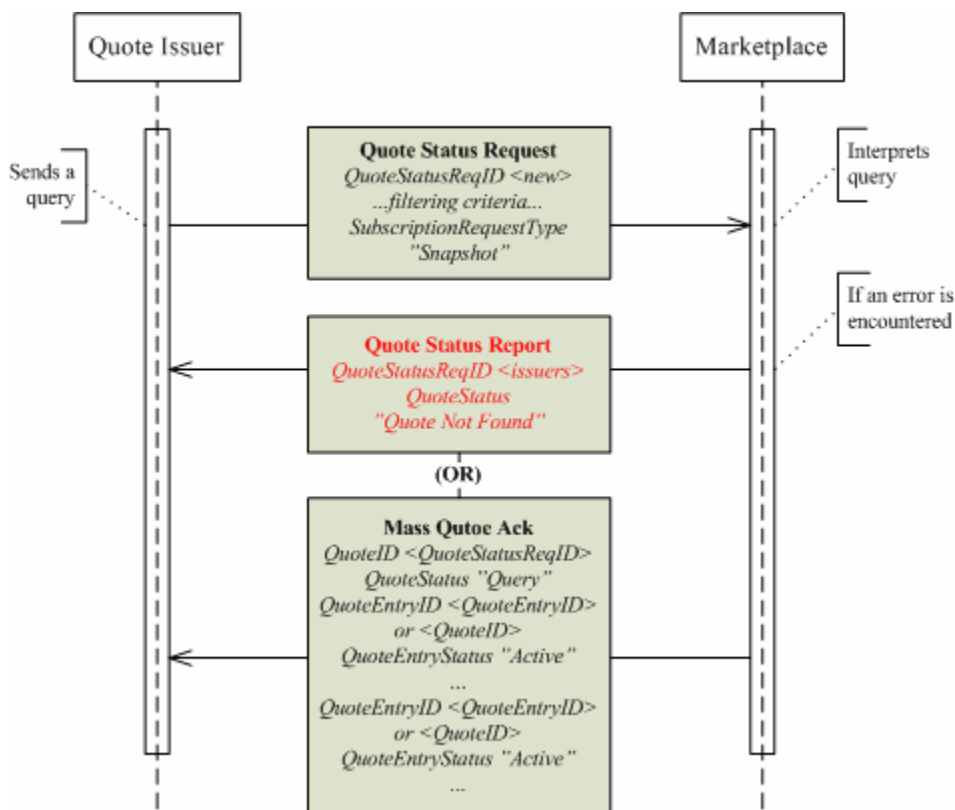 Quote Issuer
Marketplace
Sends a
query
Quote Status Request
QuoteStatusReqID <new>
...filtering criteria...
SubscriptionRequestType
"Snapshot"
Interprets
query
If an error is
encountered
Quote Status Report
QuoteStatusReqID <issuers>
QuoteStatus
"Quote Not Found"
(OR)
Mass Qutoe Ack
QuoteID <QuoteStatusReqID>
QuoteStatus "Query"
QuoteEntryID <QuoteEntryID>
or <QuoteID>
QuoteEntryStatus "Active"
...
QuoteEntryID <QuoteEntryID>
or <QuoteID>
QuoteEntryStatus "Active"
...